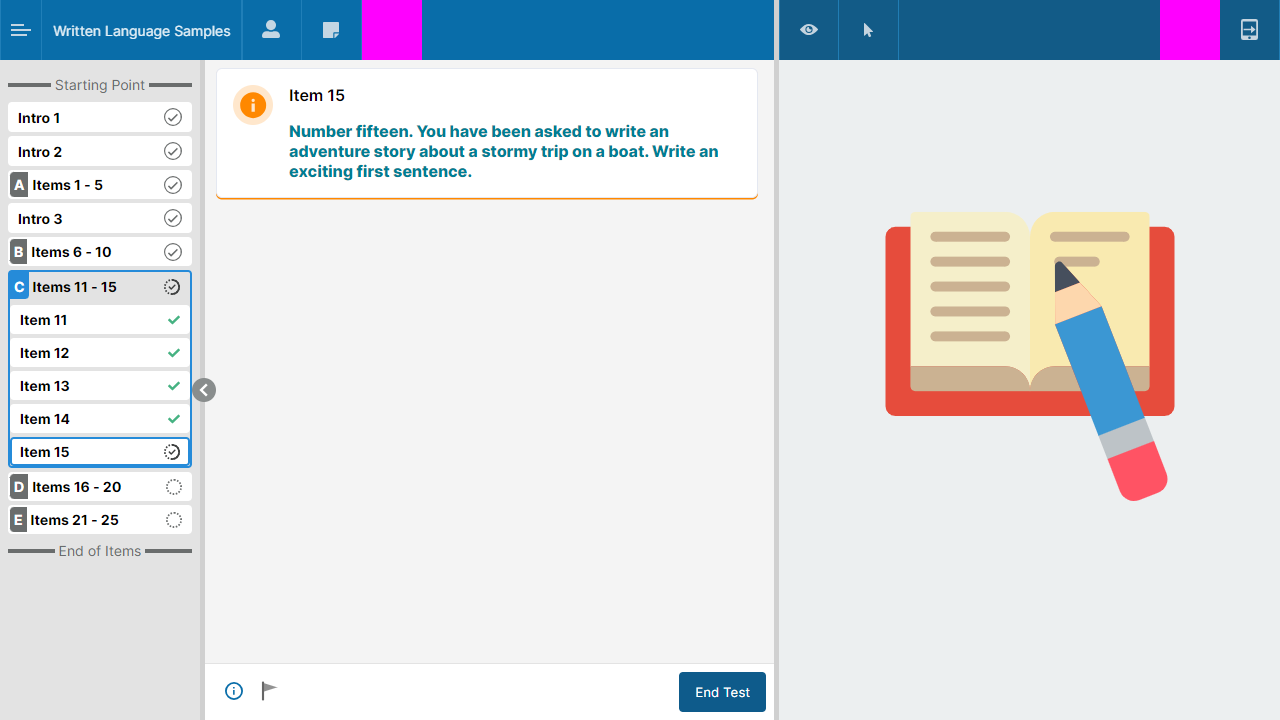 Written Language Samples
Starting Point
Intro 1
Intro 2
A Items 1 - 5
Intro 3
B Items 6 - 10
C Items 11 - 15
Item 11
Item 12
Item 13
Item 14
Item 15
D Items 16 - 20
E Items 21 - 25
End of Items
Item 15
Number fifteen. You have been asked to write an
adventure story about a stormy trip on a boat. Write an
exciting first sentence.
End Test